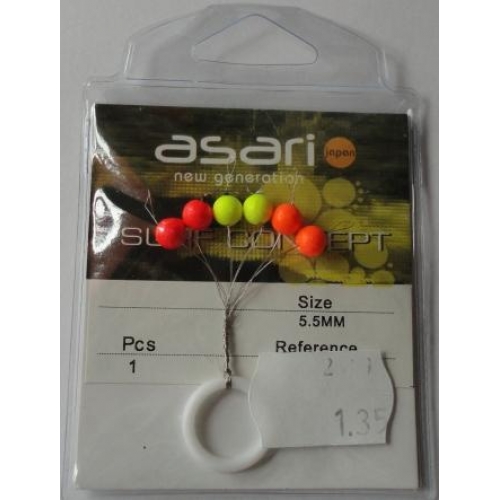 asari
japan
new generation
SURF CONCEPT
Size
5.5MM
Pcs
1
Reference
1.35